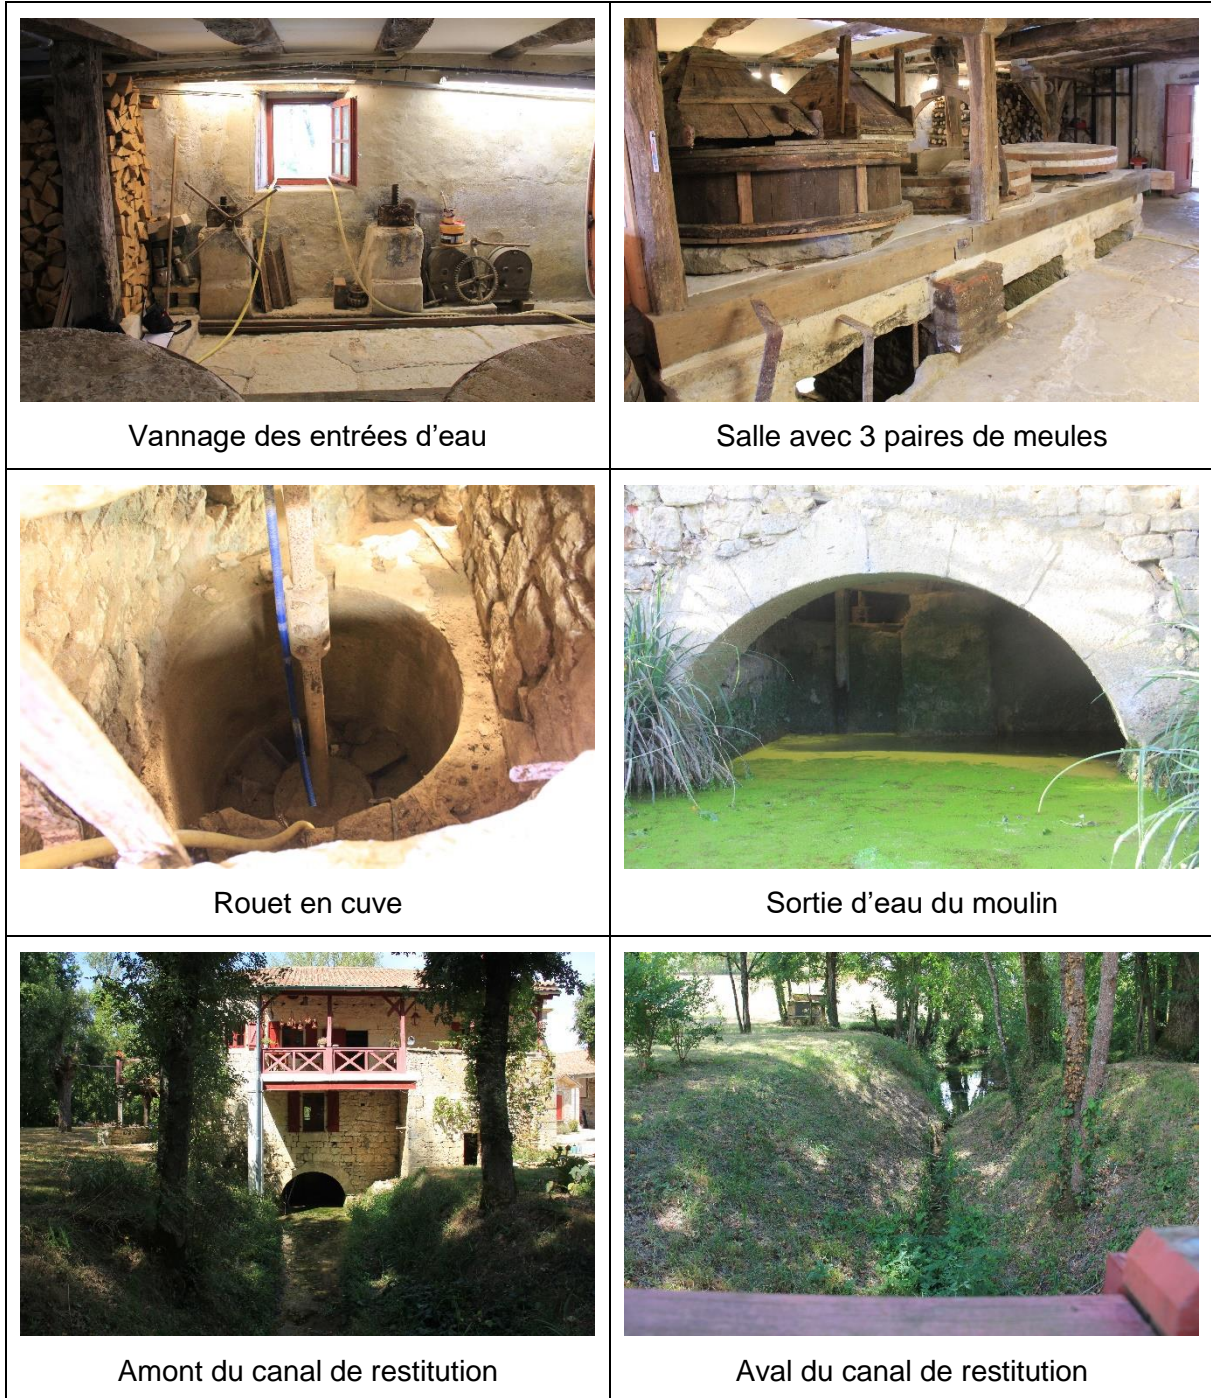 Vannage des entrées d'eau
Salle avec 3 paires de meules
Rouet en cuve
Sortie d'eau du moulin
Amont du canal de restitution
Aval du canal de restitution